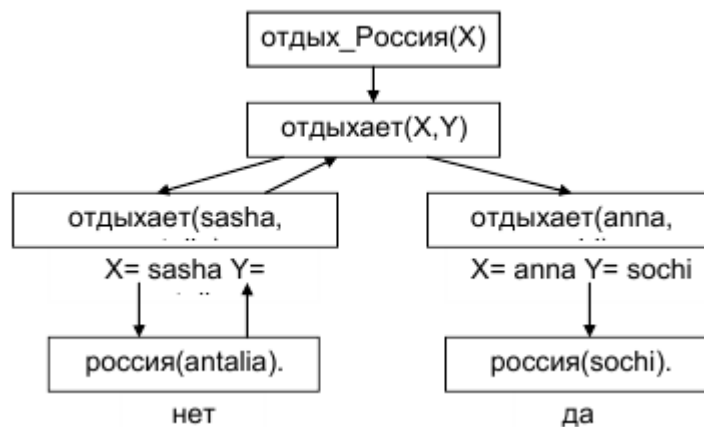 отдых_Россия(X)
отдыхает(X,Y)
отдыхает(sasha,
отдыхает(anna,
X= sasha Y=
X= anna Y= sochi
россия(antalia).
россия(sochi).
нет
да